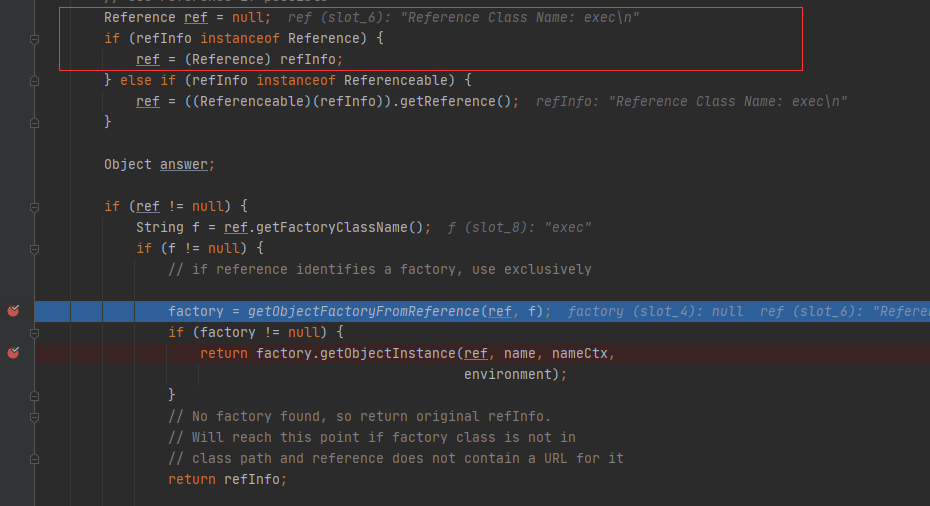 Reference ref = null;  ref (slot_6): "Reference Class Name: exec\n"
if (refInfo instanceof Reference) {
ref = (Reference) refInfo;
} else if (refInfo instanceof Referenceable) {
ref = ((Referenceable)(refInfo)).getReference();  refInfo: "Reference Class Name: exec\n"
}
Object answer;
if (ref != null) {
String f = ref.getFactoryClassName();  f (slot_8): "exec"
if (f != null) {
// if reference identifies a factory, use exclusively
factory = getObjectFactoryFromReference(ref, f);  factory (slot_4): null  ref (slot_6): "Refere
if (factory != null) {
return factory.getObjectInstance(ref, name, nameCtx,
environment);
}
// No factory found, so return original refInfo.
// Will reach this point if factory class is not in
// class path and reference does not contain a URL for it
return refInfo;